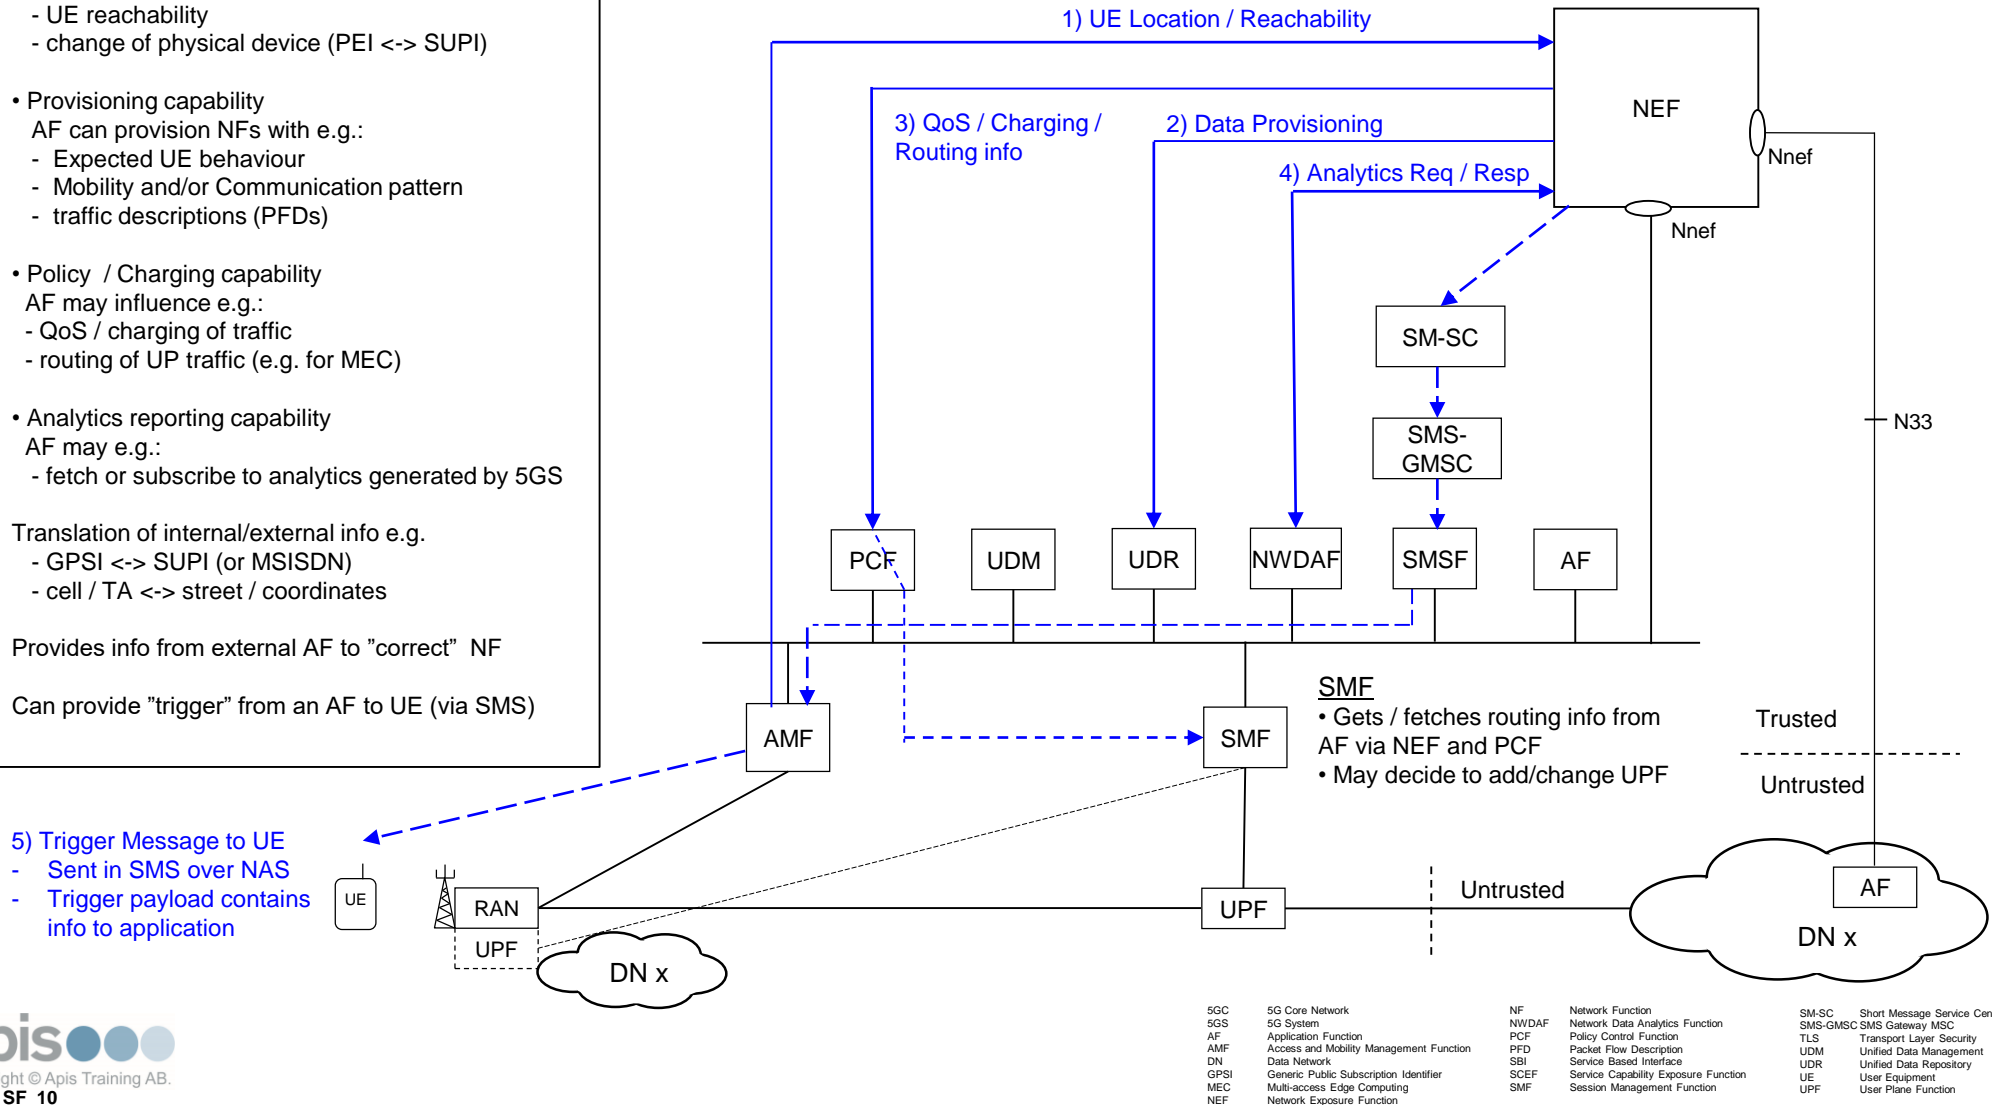 - UE reachability
- change of physical device (PEI <-> SUPI)
• Provisioning capability
AF can provision NFs with e.g.:
- Expected UE behaviour
- Mobility and/or Communication pattern
- traffic descriptions (PFDs)
• Policy / Charging capability
AF may influence e.g.:
- QoS / charging of traffic
- routing of UP traffic (e.g. for MEC)
• Analytics reporting capability
AF may e.g.:
- fetch or subscribe to analytics generated by 5GS
Translation of internal/external info e.g.
- GPSI <-> SUPI (or MSISDN)
- cell / TA <-> street / coordinates
Provides info from external AF to ”correct” NF
Can provide ”trigger” from an AF to UE (via SMS)
1) UE Location / Reachability
3) QoS / Charging /
Routing info
2) Data Provisioning
4) Analytics Req / Resp
NEF
Nnef
Nnef
SM-SC
SMS-
GMSC
N33
PCF
UDM
UDR
NWDAF
SMSF
AF
AMF
SMF
SMF
• Gets / fetches routing info from
AF via NEF and PCF
• May decide to add/change UPF
Trusted
Untrusted
5) Trigger Message to UE
- Sent in SMS over NAS
- Trigger payload contains
info to application
UE
RAN
UPF
DN x
UPF
Untrusted
AF
DN x
5GC 5G Core Network
5GS 5G System
AF Application Function
AMF Access and Mobility Management Function
DN Data Network
GPSI Generic Public Subscription Identifier
MEC Multi-access Edge Computing
NEF Network Exposure Function
NF Network Function
NWDAF Network Data Analytics Function
PCF Policy Control Function
PFD Packet Flow Description
SBI Service Based Interface
SCEF Service Capability Exposure Function
SMF Session Management Function
SM-SC Short Message Service Cen
SMS-GMSC SMS Gateway MSC
TLS Transport Layer Security
UDM Unified Data Management
UDR Unified Data Repository
UE User Equipment
UPF User Plane Function
pis
ght © Apis Training AB.
SF 10